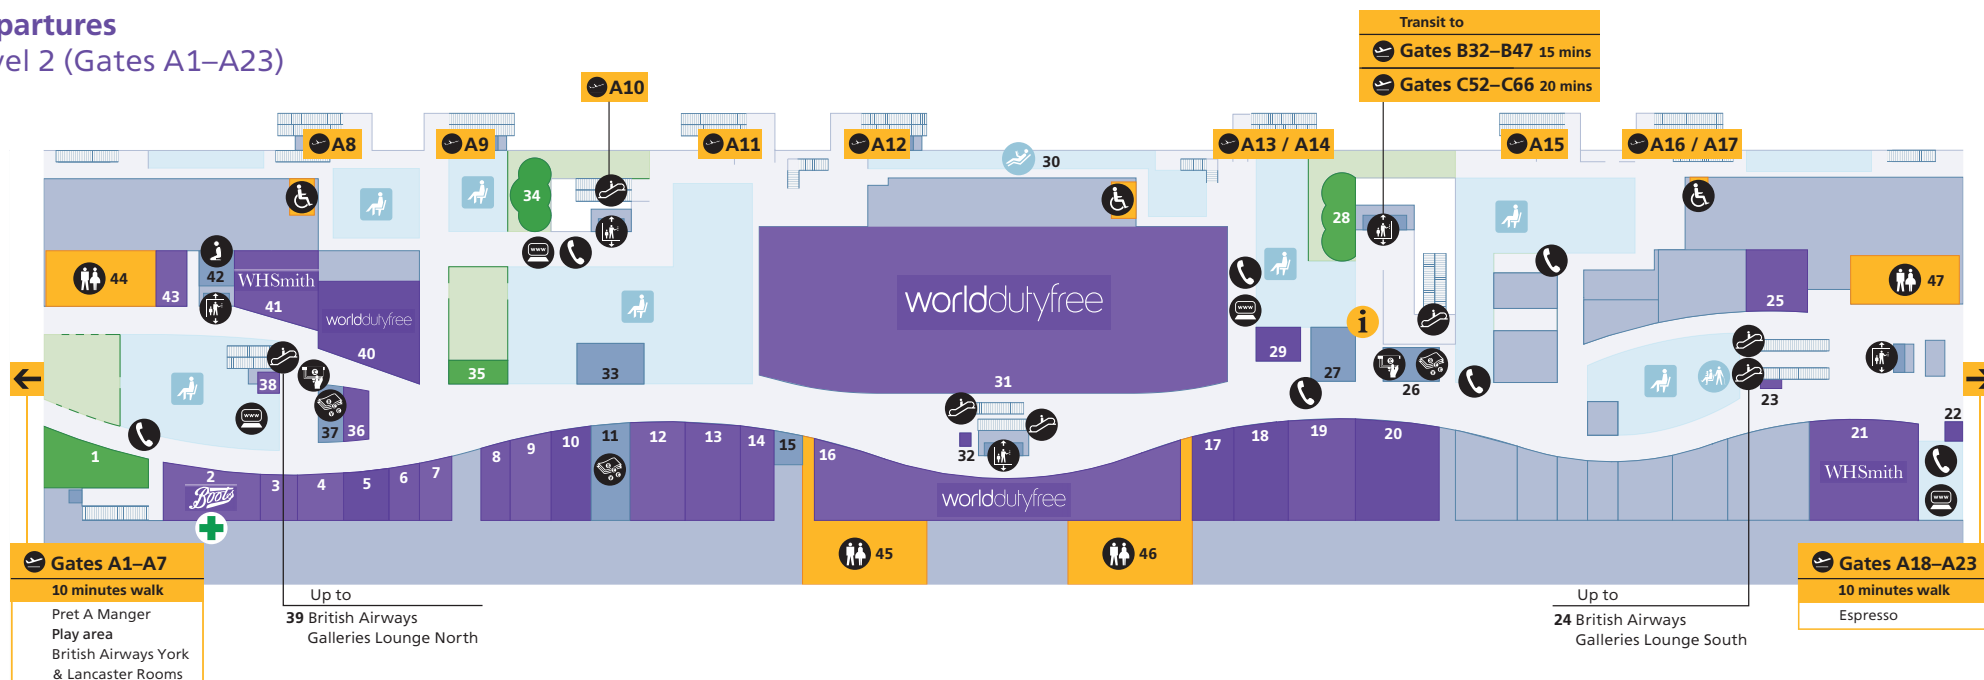 partures
vel 2 (Gates A1–A23)
Transit to
Gates B32–B47 15 mins
Gates C52–C66 20 mins
A10
A8
A9
A11
A12
A13 / A14
A15
A16 / A17
30
34
28
44
43
42
WHSmith
41
worlddutyfree
40
worlddutyfree
31
29
27
i
26
25
47
35
33
38
37
36
www
www
www
www
32
23
22
1
2
Boots
3
4
5
6
7
8
9
10
11
12
13
14
15
16
worlddutyfree
17
18
19
20
21
WHSmith
45
46
Gates A1–A7
10 minutes walk
Pret A Manger
Play area
British Airways York
& Lancaster Rooms
Up to
39 British Airways
Galleries Lounge North
Up to
24 British Airways
Galleries Lounge South
Gates A18–A23
10 minutes walk
Espresso